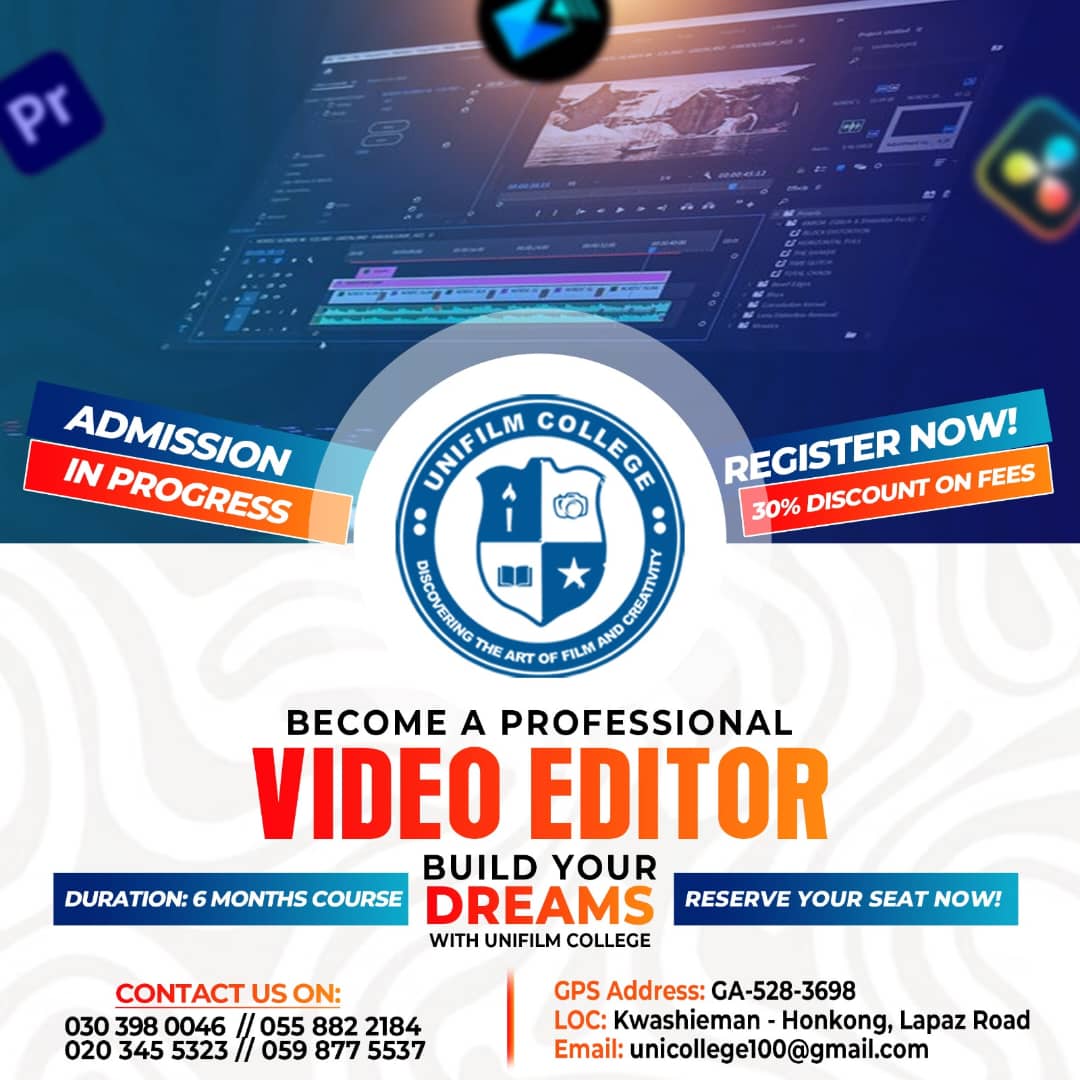 Pr
ADMISSION
IN PROGRESS
REGISTER NOW!
30% DISCOUNT ON FEES
UNIFILM COLLEGE
DISCOVERING THE ART OF FILM AND CREATIVITY
BECOME A PROFESSIONAL
VIDEO EDITOR
BUILD YOUR
DREAMS
WITH UNIFILM COLLEGE
DURATION: 6 MONTHS COURSE
RESERVE YOUR SEAT NOW!
CONTACT US ON:
030 398 0046 // 055 882 2184
020 345 5323 // 059 877 5537
GPS Address: GA-528-3698
LOC: Kwashieman - Honkong, Lapaz Road
Email: unicollege100@gmail.com